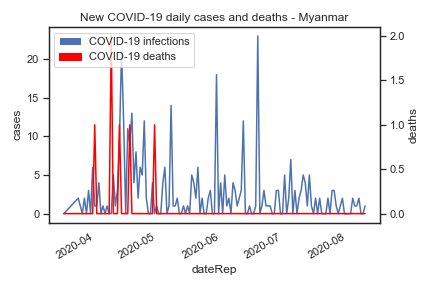 New COVID-19 daily cases and deaths - Myanmar
COVID-19 infections
COVID-19 deaths
cases
20
15
10
5
0
deaths
2.0
1.5
1.0
0.5
0.0
2020-04
2020-05
2020-06
2020-07
2020-08
dateRep